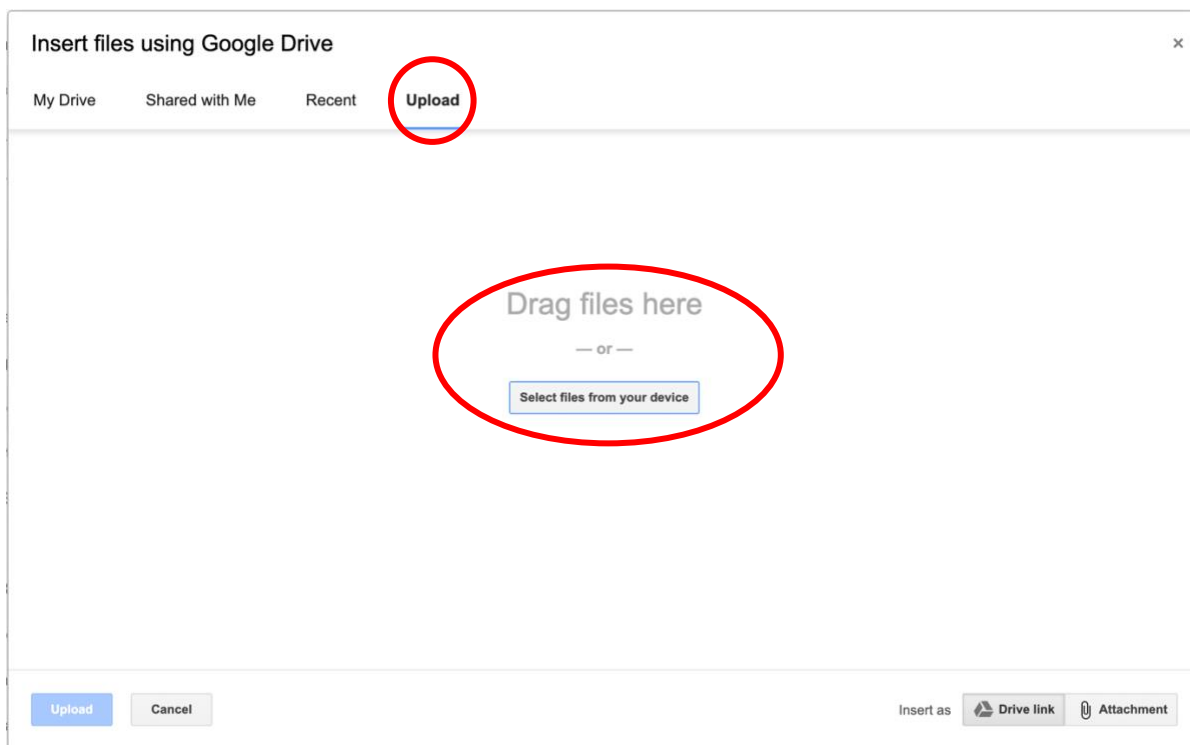 Insert files using Google Drive ×
My Drive Shared with Me Recent Upload
Drag files here
— or —
Select files from your device
Upload Cancel Insert as Drive link Attachment